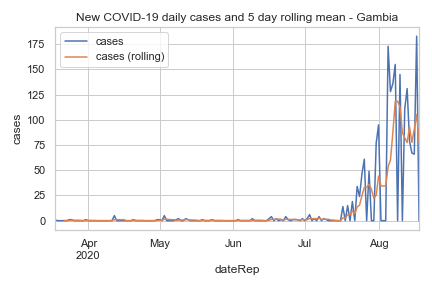 New COVID-19 daily cases and 5 day rolling mean - Gambia
cases
cases (rolling)
175
150
125
100
75
50
25
0
cases
Apr
2020
May
Jun
Jul
Aug
dateRep